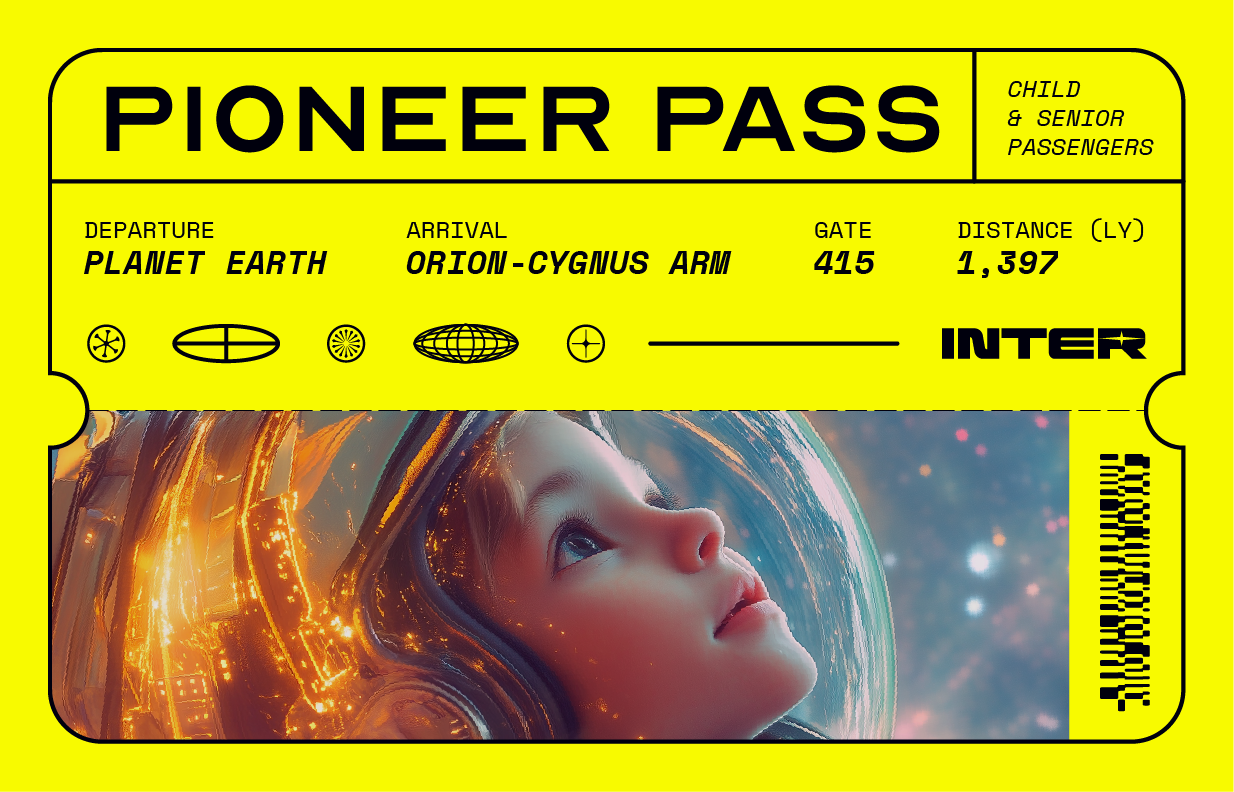 PIONEER PASS
CHILD
& SENIOR
PASSENGERS
DEPARTURE
PLANET EARTH
ARRIVAL
ORION-CYGNUS ARM
GATE
415
DISTANCE (LY)
1,397
INTER